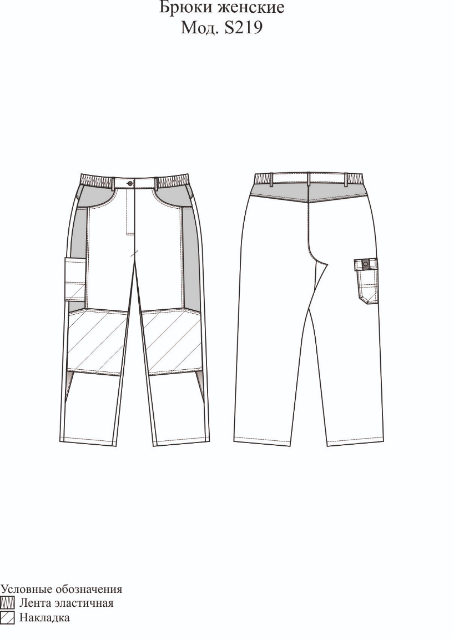 Брюки женские
Мод. S219
Условные обозначения
Лента эластичная
Накладка